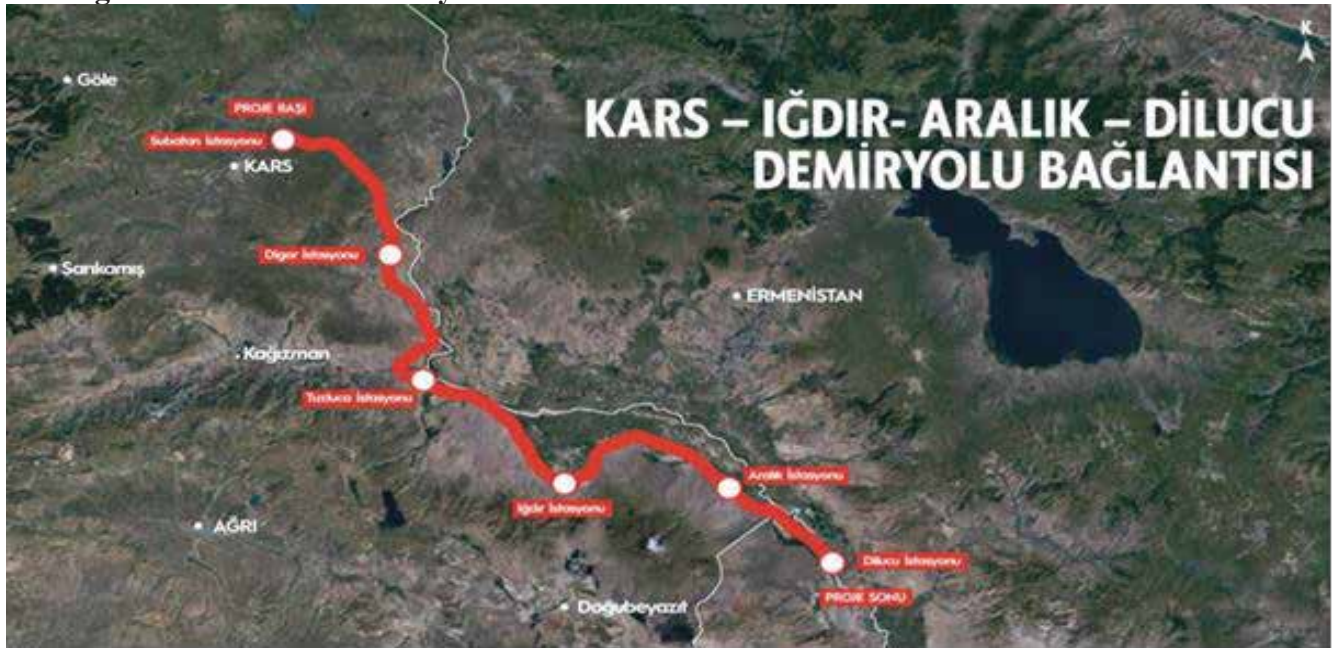 K
Göle
KARS – IĞDIR- ARALIK – DİLUCU
DEMİRYOLU BAĞLANTISI
PROJE BAŞI
Subatan İstasyonu
KARS
Digor İstasyonu
Sarıkamış
ERMENİSTAN
Kağızman
Tuzluca İstasyonu
Aralık İstasyonu
Iğdır İstasyonu
AĞRI
Dilucu İstasyonu
PROJE SONU
Doğubeyazıt